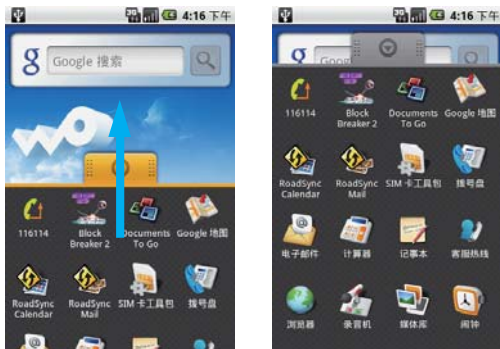 3G 4:16 下午
g Google 搜索
wo
116114 Block Breaker 2 Documents To Go Google 地图
RoadSync Calendar RoadSync Mail SIM 卡工具包 拨号盘
3G 4:16 下午
g Goog
116114 Block Breaker 2 Documents To Go Google 地图
RoadSync Calendar RoadSync Mail SIM 卡工具包 拨号盘
电子邮件 计算器 记事本 客服热线
浏览器 录音机 媒体库 闹钟